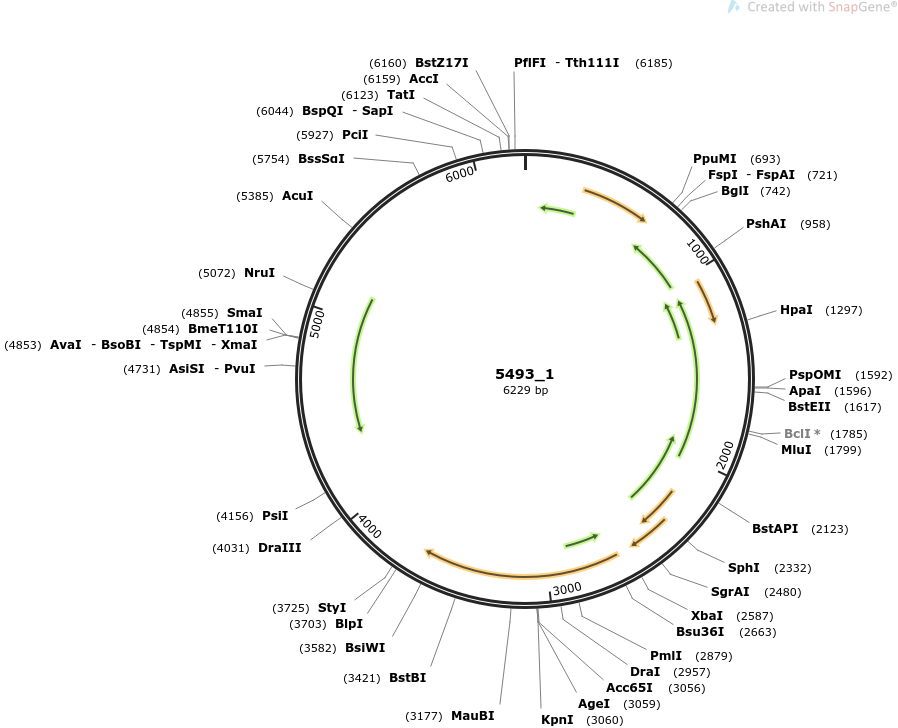 Created with SnapGene®
(6160) BstZ17I
PflFI - Tth111I (6185)
(6159) AccI
(6123) TatI
(6044) BspQI - SapI
(5927) PciI
(5754) BssSαI
(5385) AcuI
(5072) NruI
(4855) SmaI
(4854) BmeT110I
(4853) AvaI - BsoBI - TspMI - XmaI
(4731) AsiSI - PvuI
(4156) PsiI
(4031) DraIII
(3725) StyI
(3703) BlpI
(3582) BsiWI
(3421) BstBI
(3177) MauBI
PpuMI (693)
FspI - FspAI (721)
BglI (742)
PshAI (958)
HpaI (1297)
PspOMI (1592)
ApaI (1596)
BstEII (1617)
BclI * (1785)
MluI (1799)
BstAPI (2123)
SphI (2332)
SgrAI (2480)
XbaI (2587)
Bsu36I (2663)
PmlI (2879)
DraI (2957)
Acc65I (3056)
AgeI (3059)
KpnI (3060)
6000
1000
5000
2000
4000
3000
5493_1
6229 bp